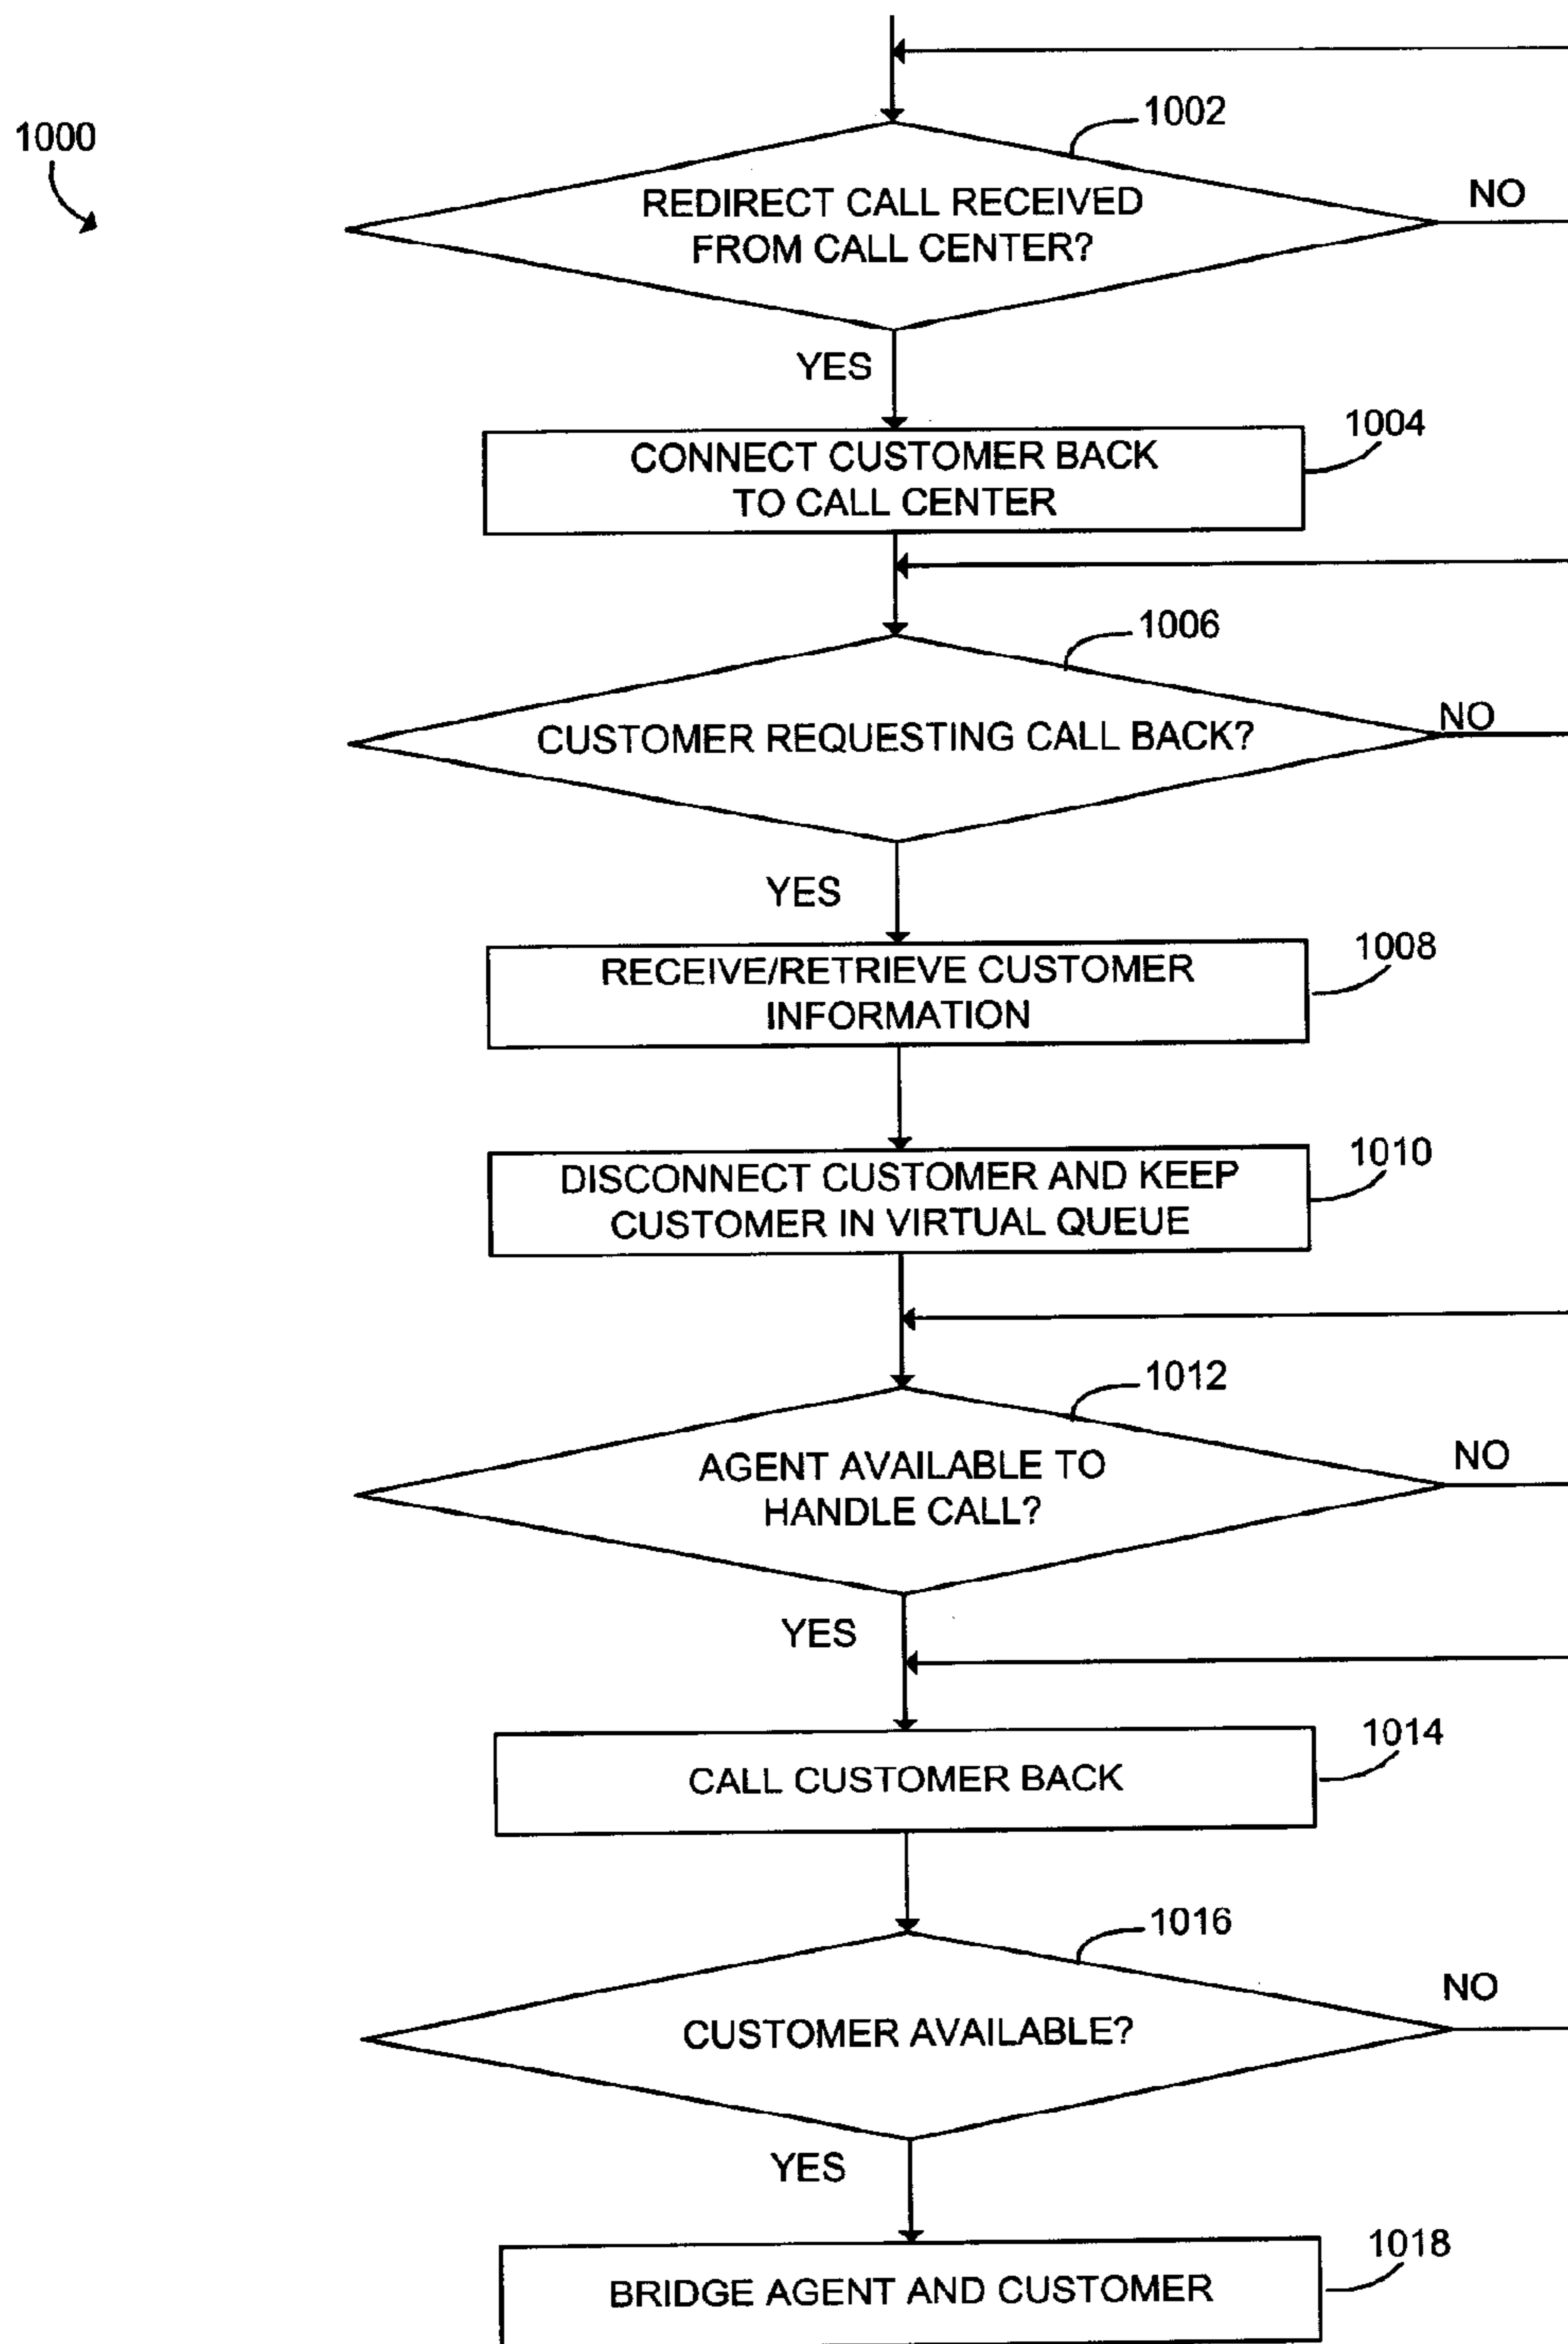 1000
1002
REDIRECT CALL RECEIVED
FROM CALL CENTER?
NO
YES
1004
CONNECT CUSTOMER BACK
TO CALL CENTER
1006
CUSTOMER REQUESTING CALL BACK?
NO
YES
1008
RECEIVE/RETRIEVE CUSTOMER
INFORMATION
1010
DISCONNECT CUSTOMER AND KEEP
CUSTOMER IN VIRTUAL QUEUE
1012
AGENT AVAILABLE TO
HANDLE CALL?
NO
YES
1014
CALL CUSTOMER BACK
1016
CUSTOMER AVAILABLE?
NO
YES
1018
BRIDGE AGENT AND CUSTOMER